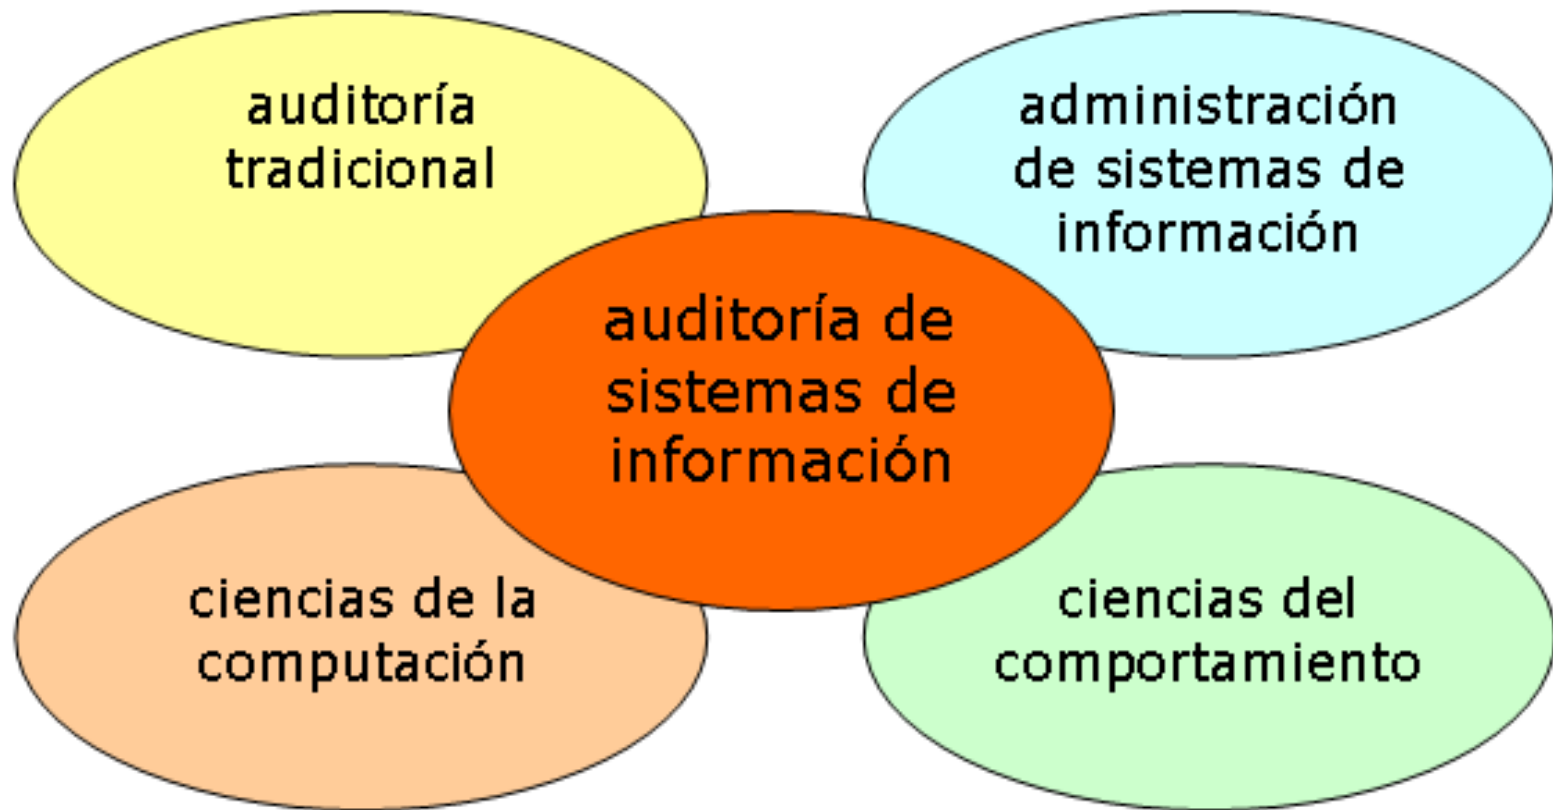 auditoría
tradicional
administración
de sistemas de
información
auditoría de
sistemas de
información
ciencias de la
computación
ciencias del
comportamiento